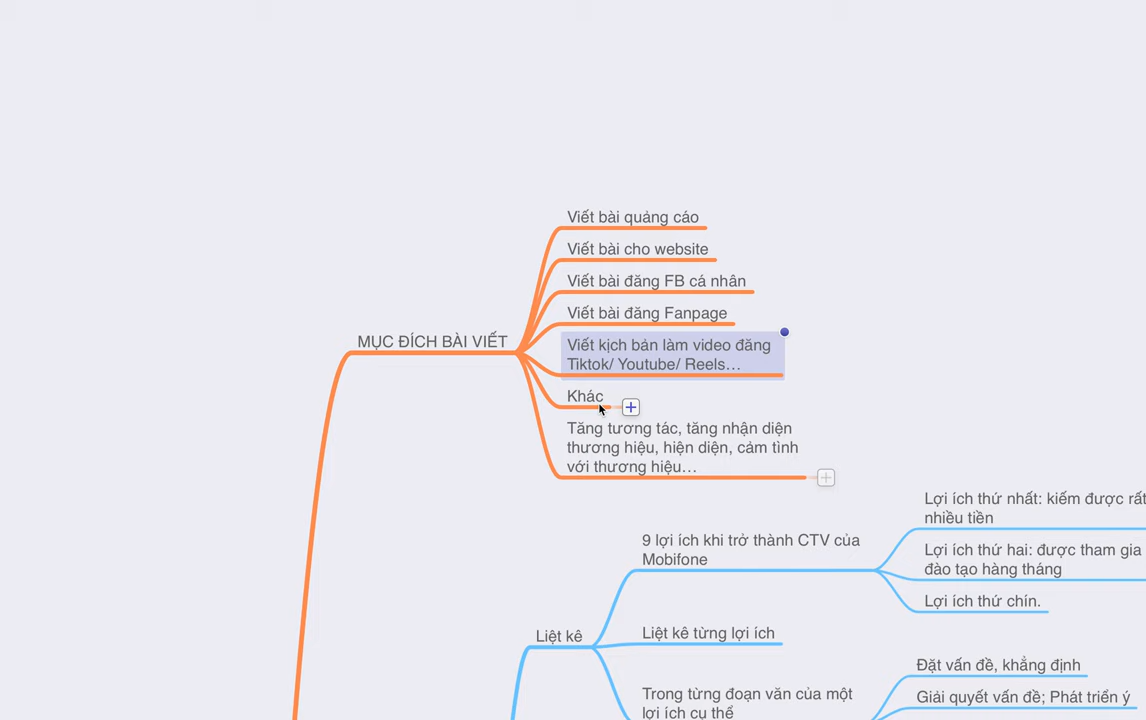 Viết bài quảng cáo
Viết bài cho website
Viết bài đăng FB cá nhân
Viết bài đăng Fanpage
MỤC ĐÍCH BÀI VIẾT
Viết kịch bản làm video đăng
Tiktok/ Youtube/ Reels…
Khác
Tăng tương tác, tăng nhận diện
thương hiệu, hiện diện, cảm tình
với thương hiệu…
Lợi ích thứ nhất: kiếm được rất
nhiều tiền
9 lợi ích khi trở thành CTV của
Mobifone
Lợi ích thứ hai: được tham gia
đào tạo hàng tháng
Lợi ích thứ chín.
Liệt kê
Liệt kê từng lợi ích
Đặt vấn đề, khẳng định
Giải quyết vấn đề; Phát triển ý
Trong từng đoạn văn của một
lợi ích cụ thể